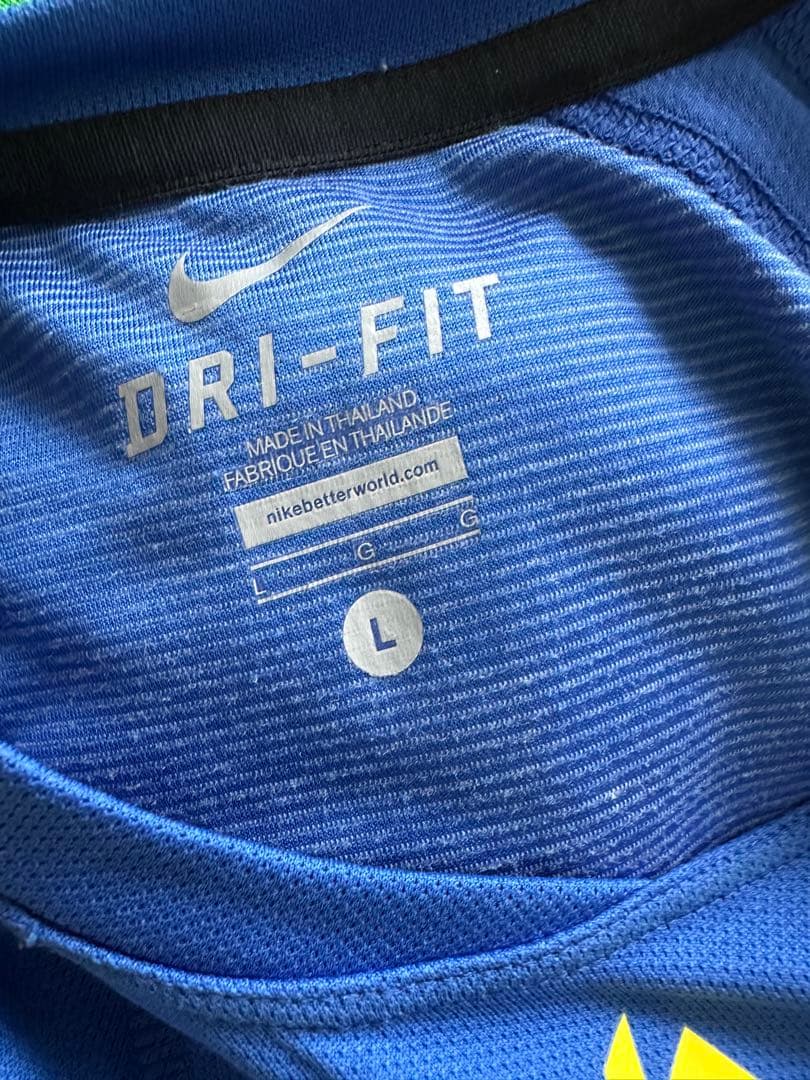 DRI-FIT
MADE IN THAILAND
FABRIQUE EN THAILANDE
nikebetterworld.com
L G G
L